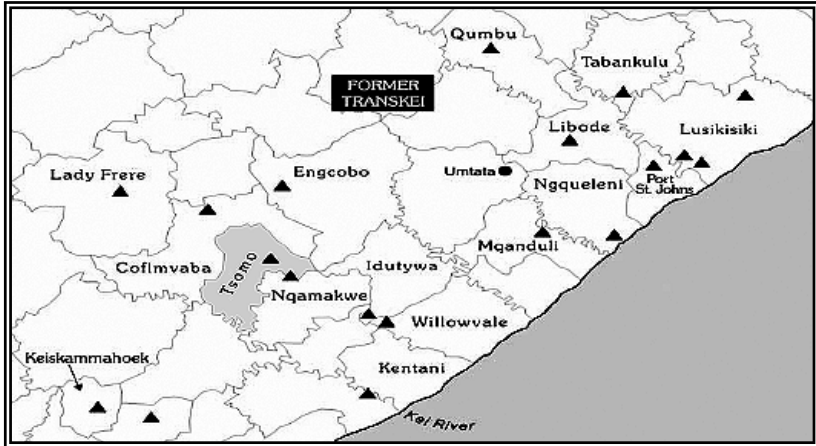 Qumbu
Tabankulu
FORMER
TRANSKEI
Libode
Lusikisiki
Lady Frere
Engcobo
Umtata
Ngqueleni
Port
St. Johns
Mqanduli
Cofimvaba
Tsomo
Idutywa
Nqamakwe
Willowvale
Keiskammahoek
Kentani
Kei River